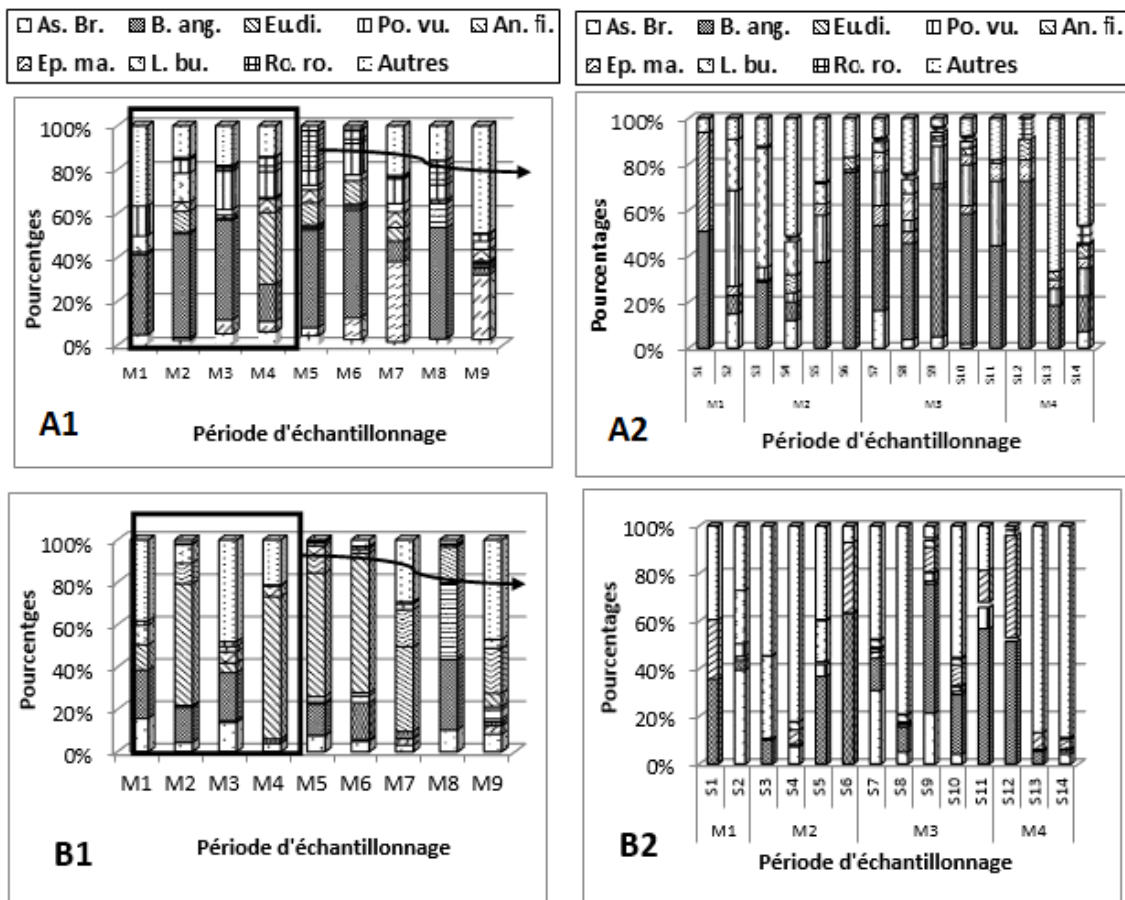 As. Br. B. ang. Eu.di. Po. vu. An. fi.
Ep. ma. L. bu. Ro. ro. Autres
As. Br. B. ang. Eu.di. Po. vu. An. fi.
Ep. ma. L. bu. Ro. ro. Autres
Pourcentges
100%
80%
60%
40%
20%
0%
M1 M2 M3 M4 M5 M6 M7 M8 M9
A1
Période d'échantillonnage
Pourcentages
100%
80%
60%
40%
20%
0%
S1 S2 S3 S4 S5 S6 S7 S8 S9 S10 S11 S12 S13 S14
M1 M2 M3 M4
A2
Période d'échantillonnage
Pourcentges
100%
80%
60%
40%
20%
0%
M1 M2 M3 M4 M5 M6 M7 M8 M9
B1
Période d'échantillonnage
Pourcentages
100%
80%
60%
40%
20%
0%
S1 S2 S3 S4 S5 S6 S7 S8 S9 S10 S11 S12 S13 S14
M1 M2 M3 M4
B2
Période d'échantillonnage